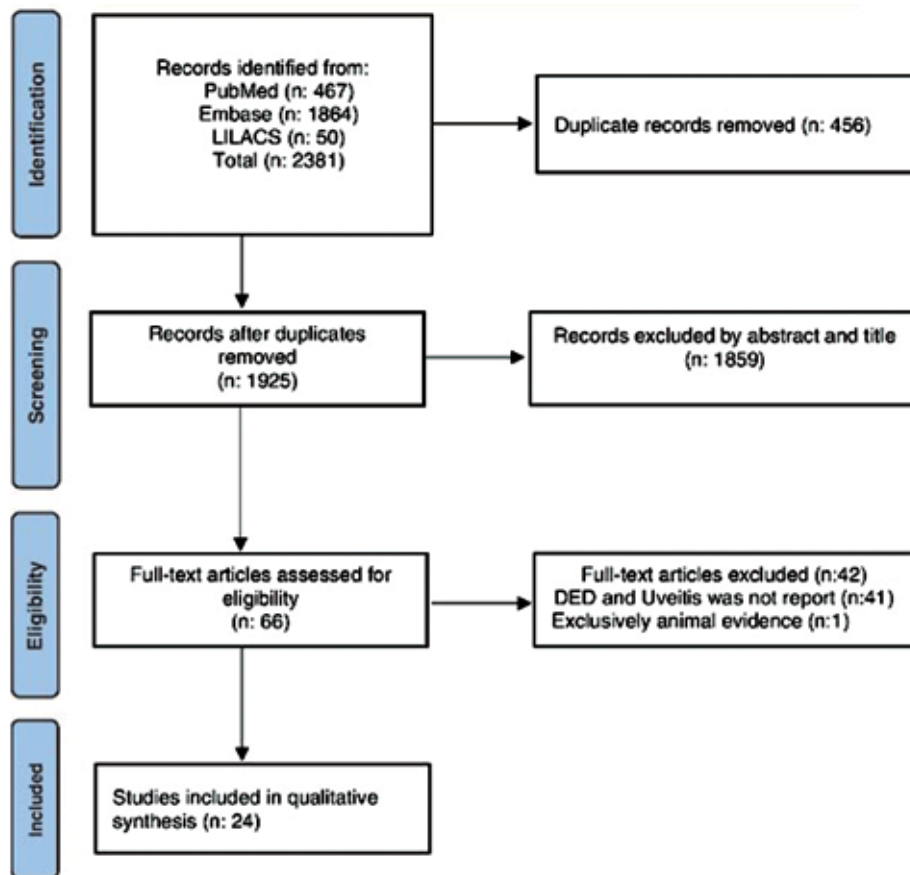 Identification
Records identified from:
PubMed (n: 467)
Embase (n: 1864)
LILACS (n: 50)
Total (n: 2381)
Duplicate records removed (n: 456)
Screening
Records after duplicates
removed
(n: 1925)
Records excluded by abstract and title
(n: 1859)
Eligibility
Full-text articles assessed for
eligibility
(n: 66)
Full-text articles excluded (n:42)
DED and Uveitis was not report (n:41)
Exclusively animal evidence (n:1)
Included
Studies included in qualitative
synthesis (n: 24)